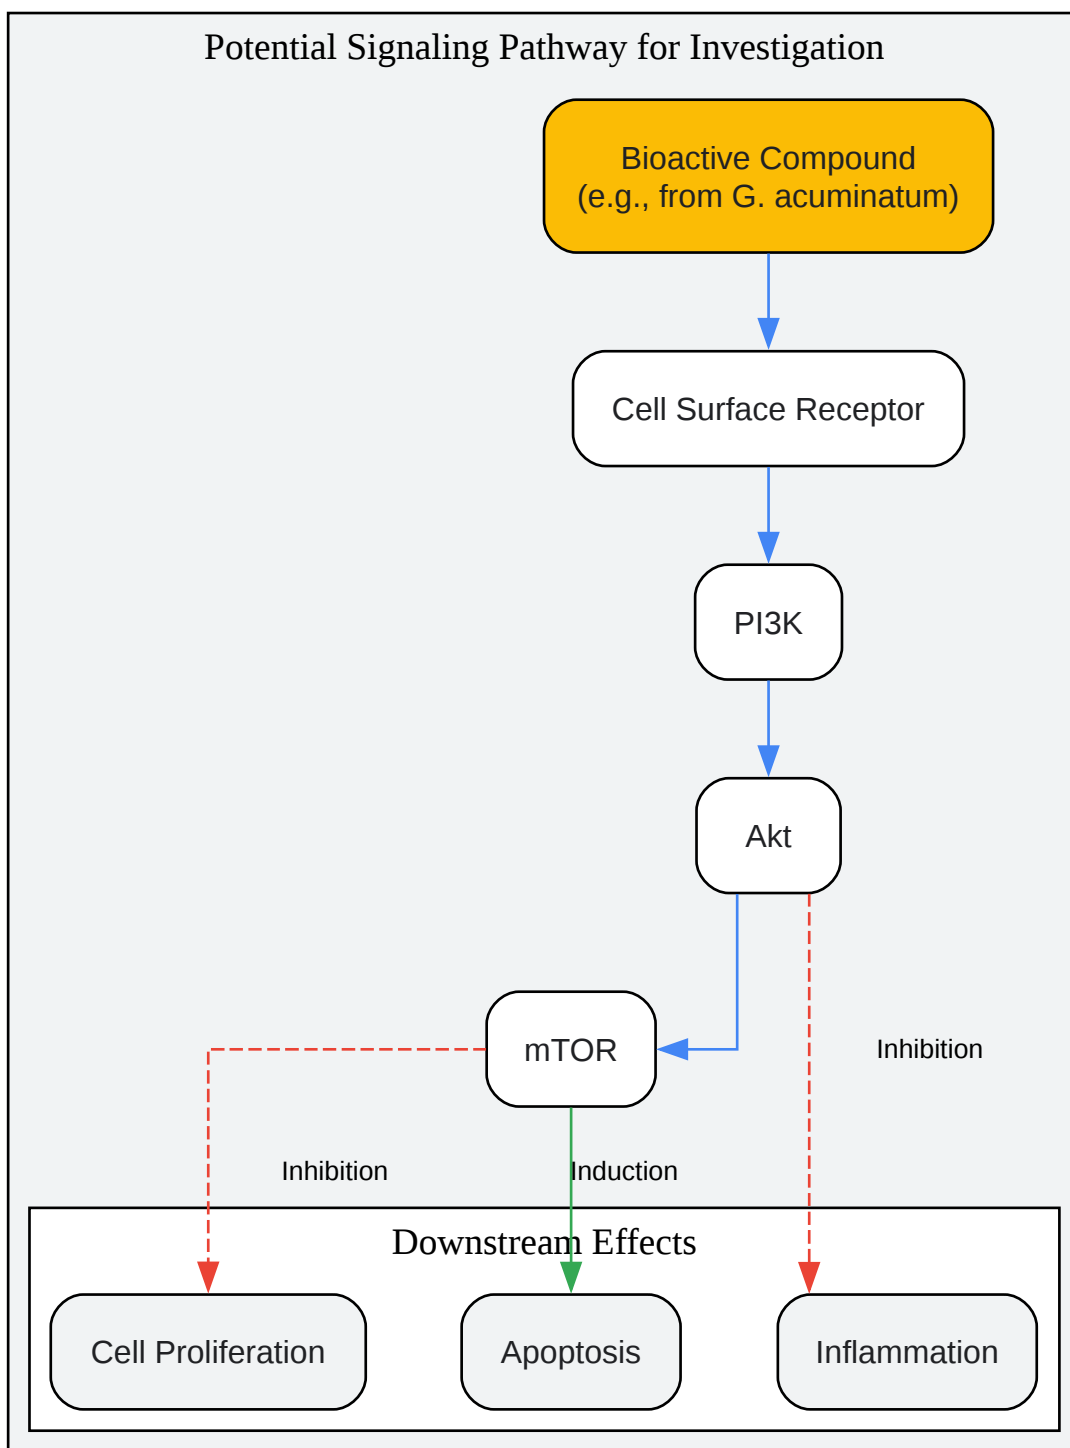 Potential Signaling Pathway for Investigation
Bioactive Compound
(e.g., from G. acuminatum)
Cell Surface Receptor
PI3K
Akt
mTOR
Inhibition
Inhibition
Induction
Downstream Effects
Cell Proliferation
Apoptosis
Inflammation